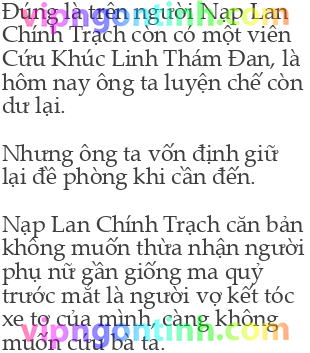 Đúng là trên người Nạp Lan
Chính Trạch còn có một viên
Cứu Khúc Linh Thám Đan, là
hôm nay ông ta luyện chế còn
dư lại.
Nhưng ông ta vốn định giữ
lại đề phòng khi cần đến.
Nạp Lan Chính Trạch căn bản
không muốn thừa nhận người
phụ nữ gần giống ma quỷ
trước mắt là người vợ kết tóc
xe tơ của mình, càng không
muốn cứu bà ta.
vipngontinh.com
vipngontinh.com